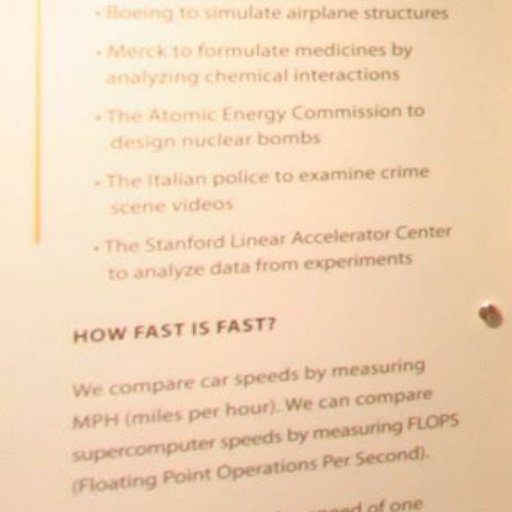 • Boeing to simulate airplane structures
• Merck to formulate medicines by
analyzing chemical interactions
• The Atomic Energy Commission to
design nuclear bombs
• The Italian police to examine crime
scene videos
• The Stanford Linear Accelerator Center
to analyze data from experiments
HOW FAST IS FAST?
We compare car speeds by measuring
MPH (miles per hour). We can compare
supercomputer speeds by measuring FLOPS
(Floating Point Operations Per Second).
of one